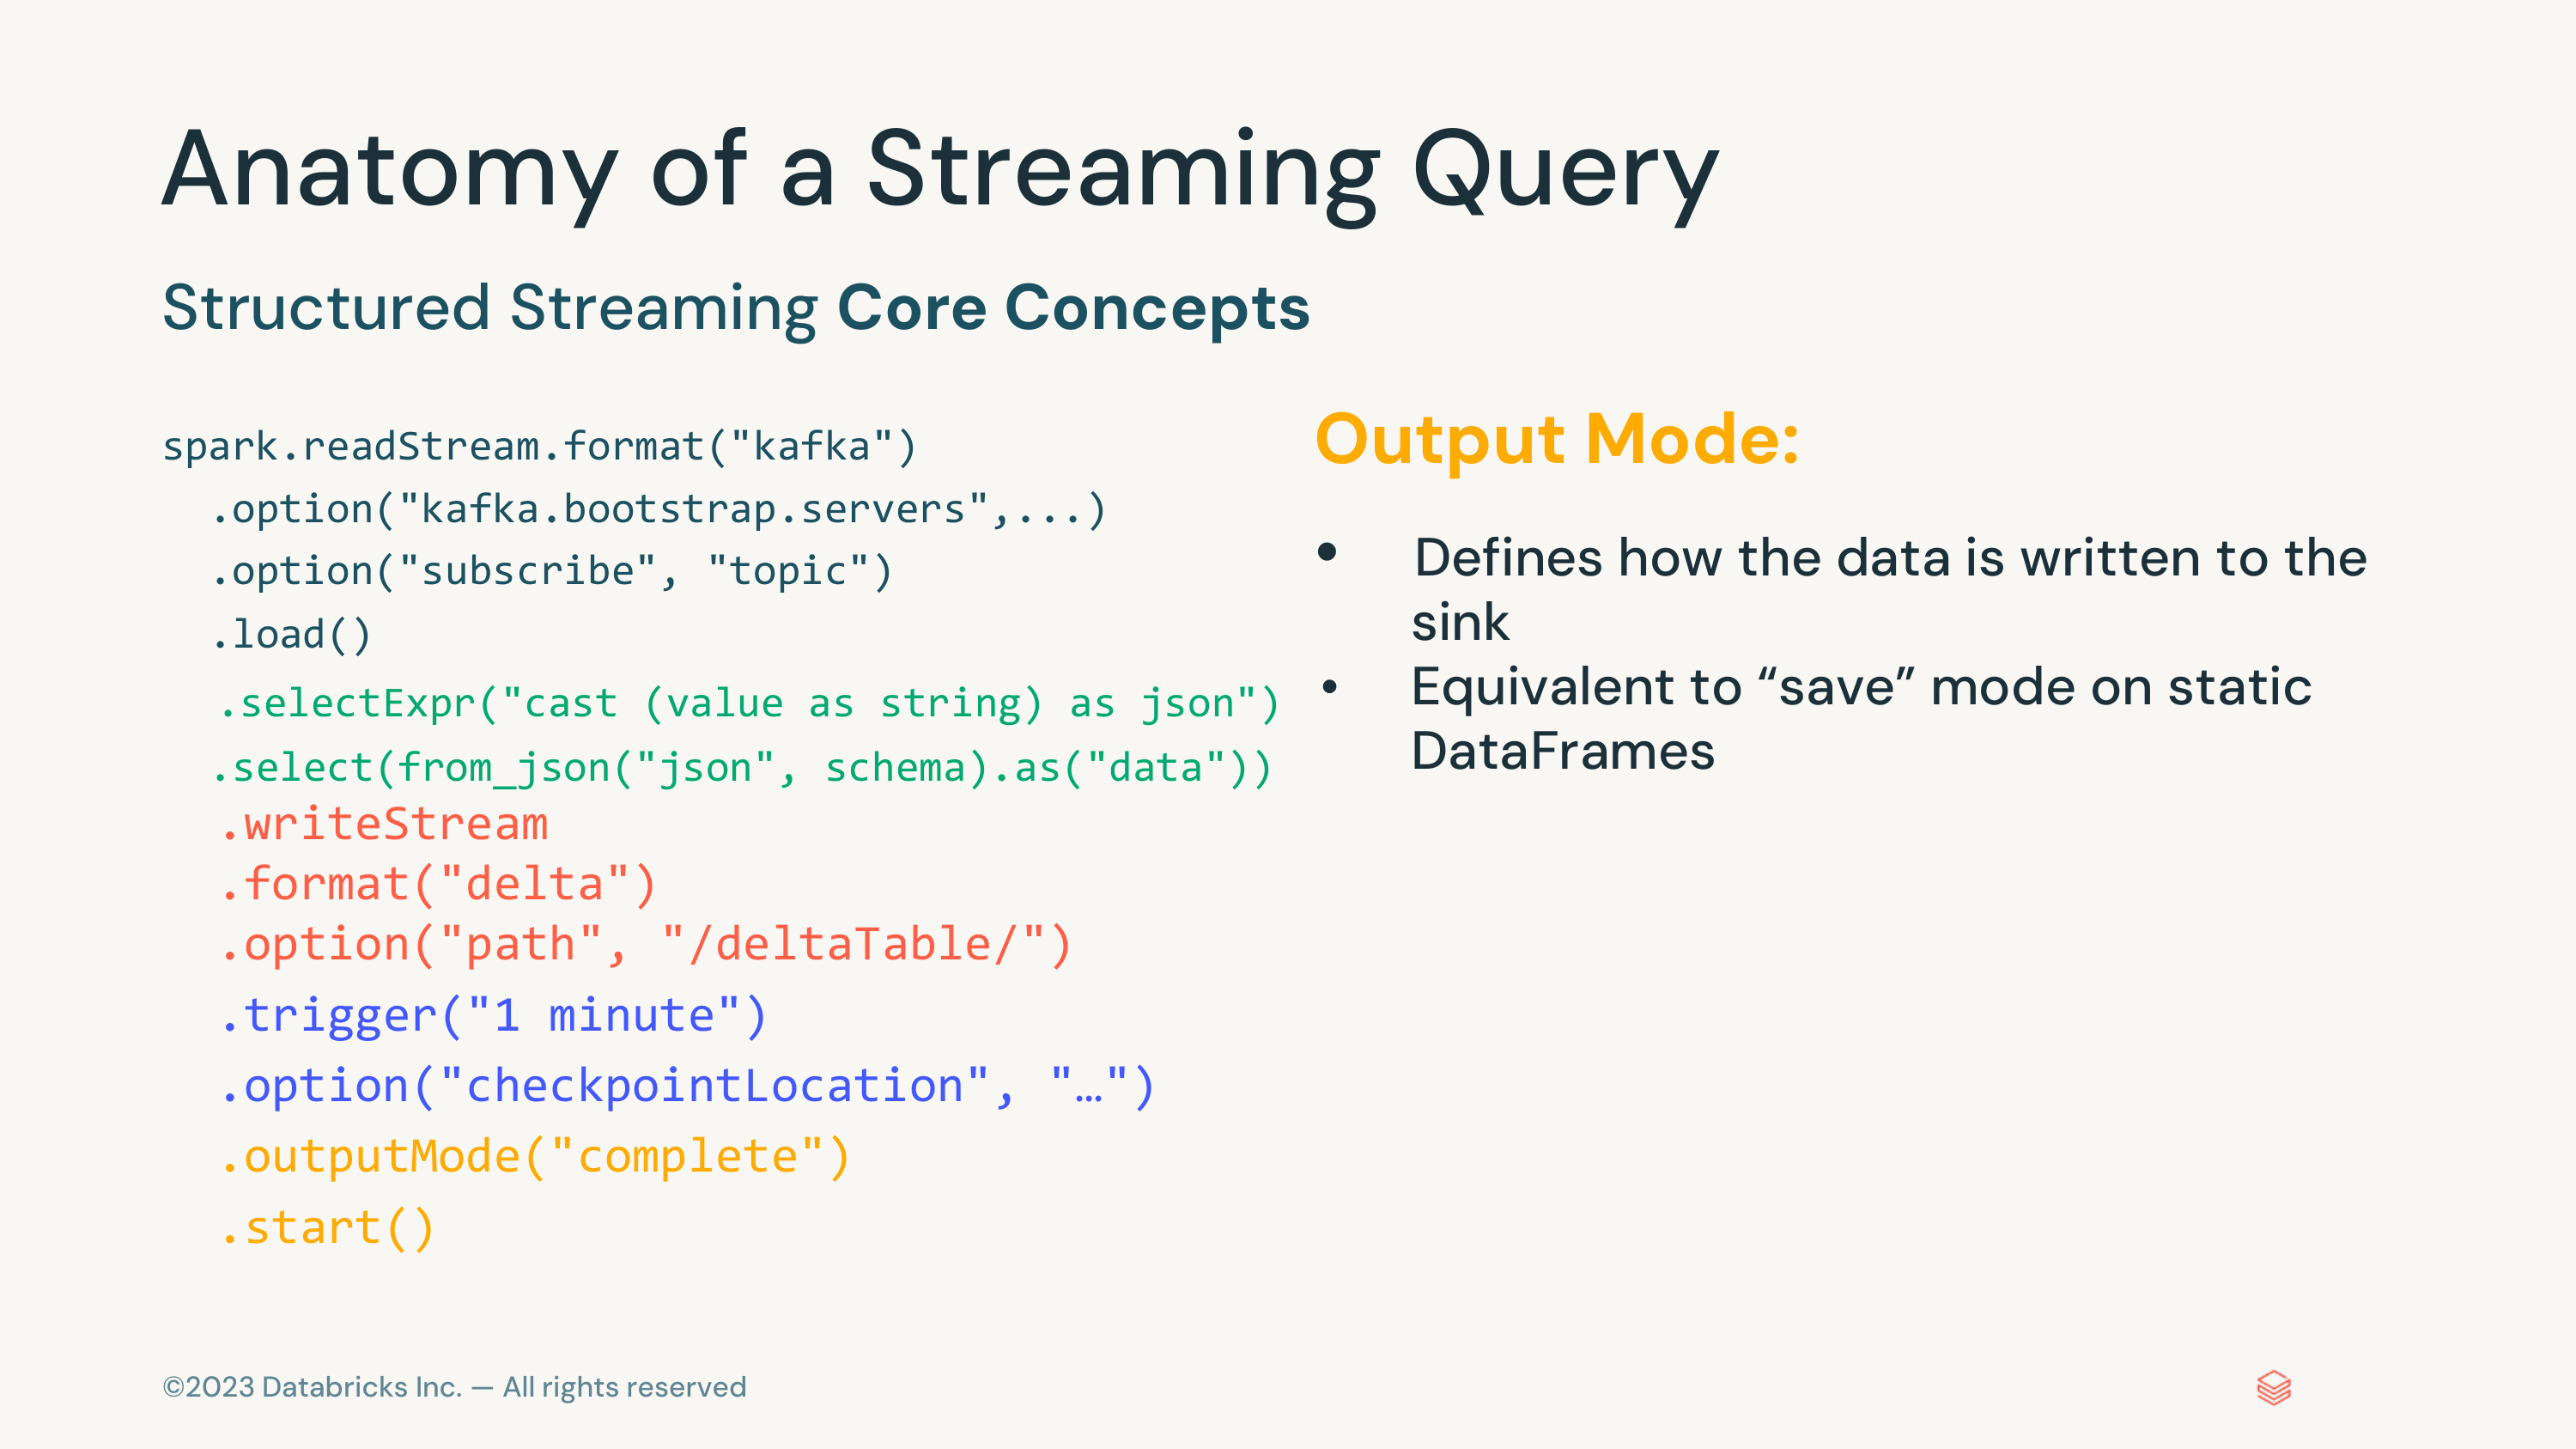 Anatomy of a Streaming Query
Structured Streaming Core Concepts
spark.readStream.format("kafka")
.option("kafka.bootstrap.servers",...)
.option("subscribe", "topic")
.load()
.selectExpr("cast (value as string) as json")
.select(from_json("json", schema).as("data"))
.writeStream
.format("delta")
.option("path", "/deltaTable/")
.trigger("1 minute")
.option("checkpointLocation", "…")
.outputMode("complete")
.start()
Output Mode:
• Defines how the data is written to the
sink
• Equivalent to “save” mode on static
DataFrames
©2023 Databricks Inc. — All rights reserved